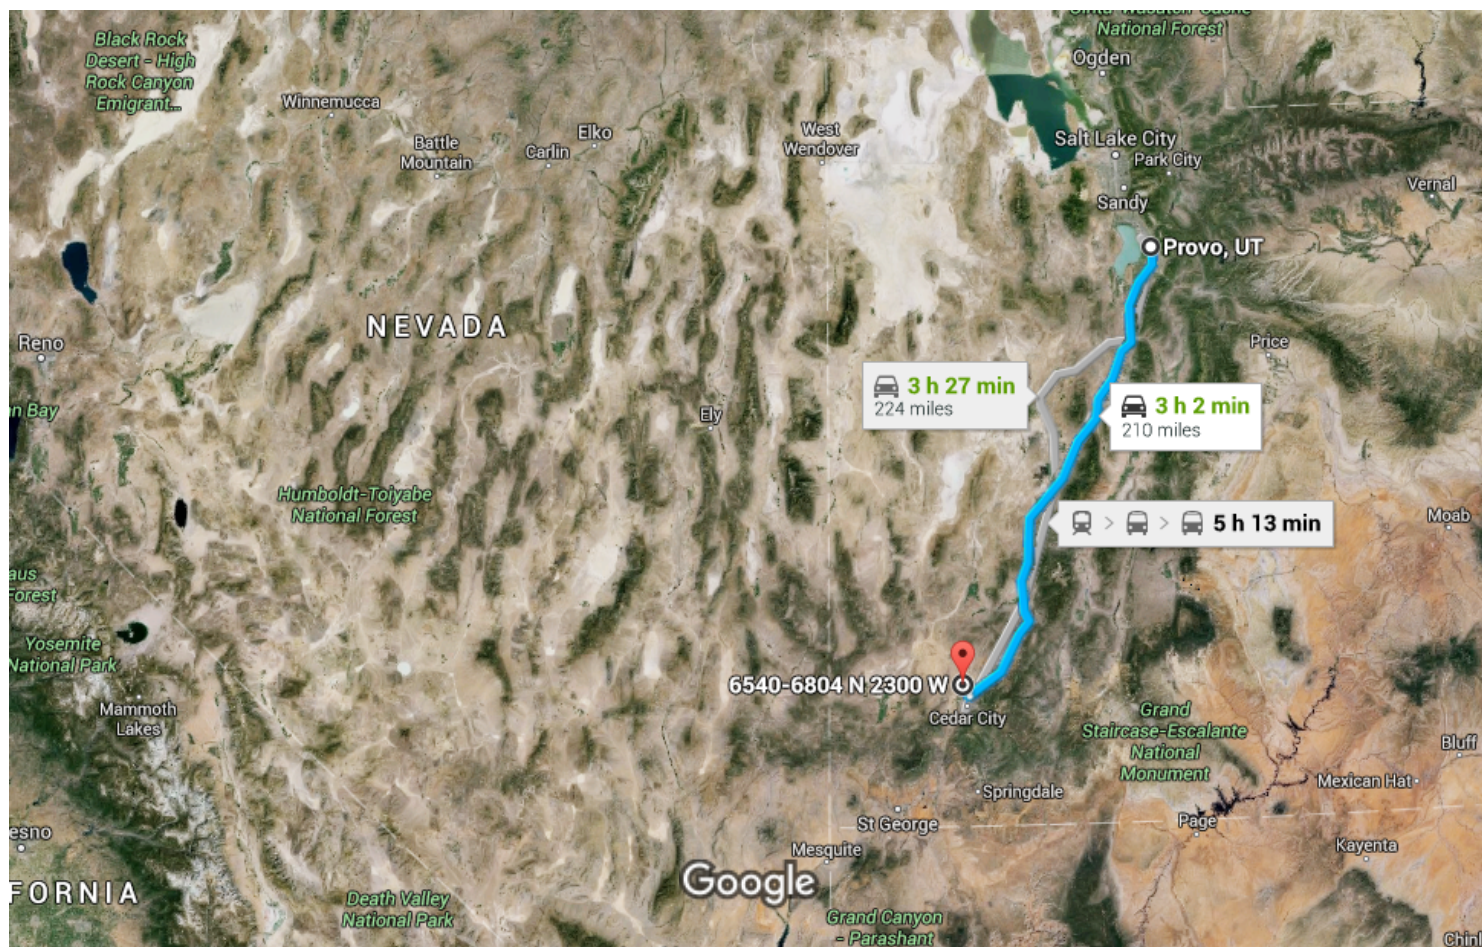 Uinta-Wasatch-Cache
National Forest
Black Rock
Desert - High
Rock Canyon
Emigrant...
Ogden
Winnemucca
Battle
Mountain
Carlin
Elko
West
Wendover
Salt Lake City
Park City
Vernal
Sandy
Provo, UT
NEVADA
Reno
Price
3 h 27 min
224 miles
3 h 2 min
210 miles
n Bay
Ely
Humboldt-Toiyabe
National Forest
Moab
> > 5 h 13 min
aus
Forest
Yosemite
National Park
6540-6804 N 2300 W
Cedar City
Mammoth
Lakes
Grand
Staircase-Escalante
National
Monument
Bluff
Mexican Hat
Springdale
St George
Page
esno
Mesquite
Kayenta
Google
FORNIA
Death Valley
National Park
Grand Canyon
- Parashant
Chinl